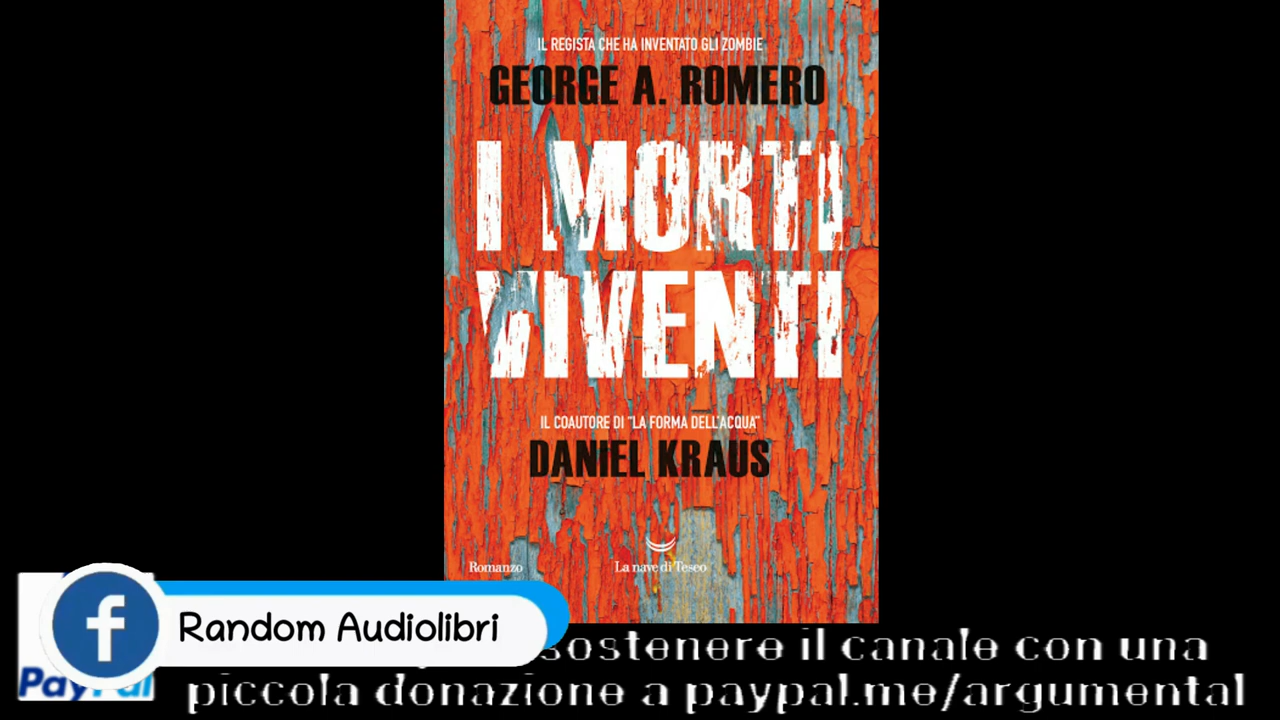 IL REGISTA CHE HA INVENTATO GLI ZOMBIE
GEORGE A. ROMERO
I MORTI
VIVENTI
IL COAUTORE DI "LA FORMA DELL'ACQUA"
DANIEL KRAUS
Romanzo
La nave di Teseo
Random Audiolibri
sostenere il canale con una
PayPal
piccola donazione a paypal.me/argumental